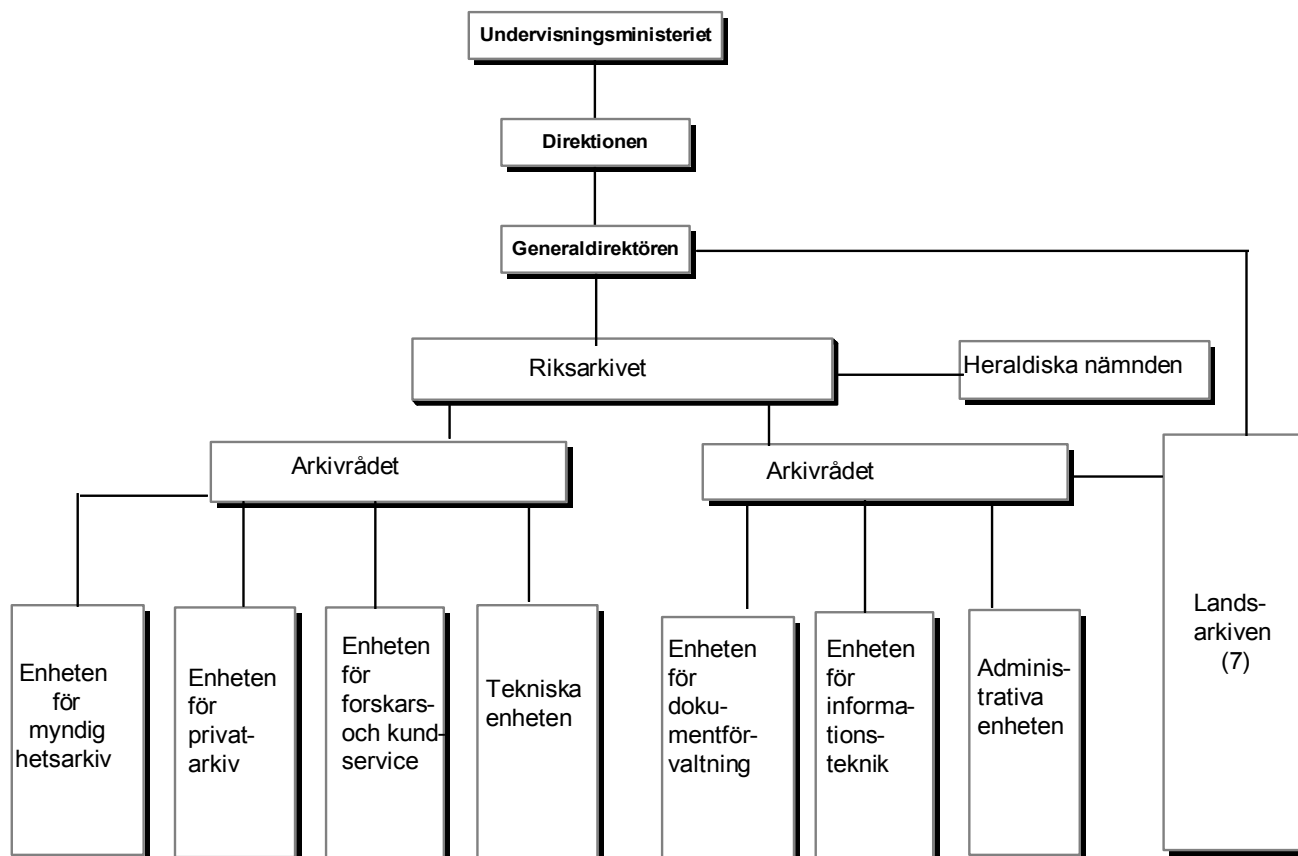 Undervisningsministeriet
Direktionen
Generaldirektören
Riksarkivet
Heraldiska nämnden
Arkivrådet
Arkivrådet
Enheten
för
myndig
hetsarkiv
Enheten
för
privat-
arkiv
Enheten
för
forskars-
och kund-
service
Tekniska
enheten
Enheten
för
doku-
mentför-
valtning
Enheten
för
informa-
tions-
teknik
Adminis-
trativa
enheten
Lands-
arkiven
(7)